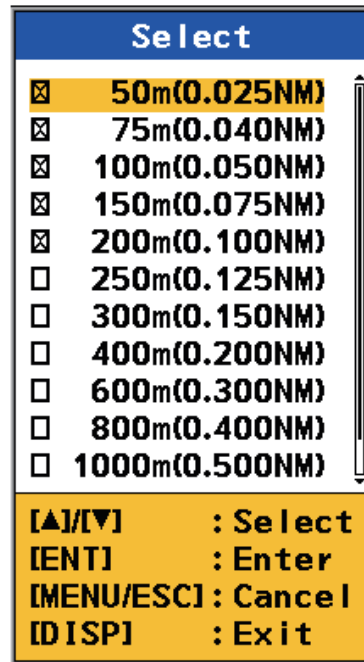 Select
☒ 50m(0.025NM)
☒ 75m(0.040NM)
☒ 100m(0.050NM)
☒ 150m(0.075NM)
☒ 200m(0.100NM)
☐ 250m(0.125NM)
☐ 300m(0.150NM)
☐ 400m(0.200NM)
☐ 600m(0.300NM)
☐ 800m(0.400NM)
☐ 1000m(0.500NM)
[▲]/[▼] : Select
[ENT] : Enter
[MENU/ESC] : Cancel
[DISP] : Exit